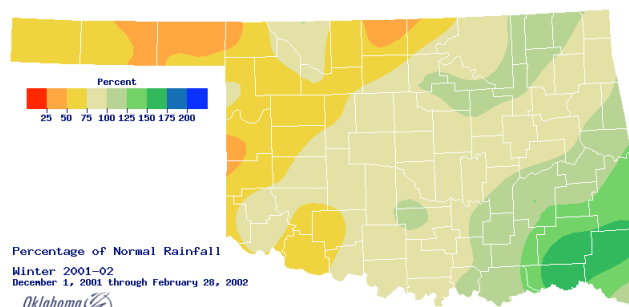 Percent
25 50 75 100 125 150 175 200
Percentage of Normal Rainfall
Winter 2001-02
December 1, 2001 through February 28, 2002
Oklahoma